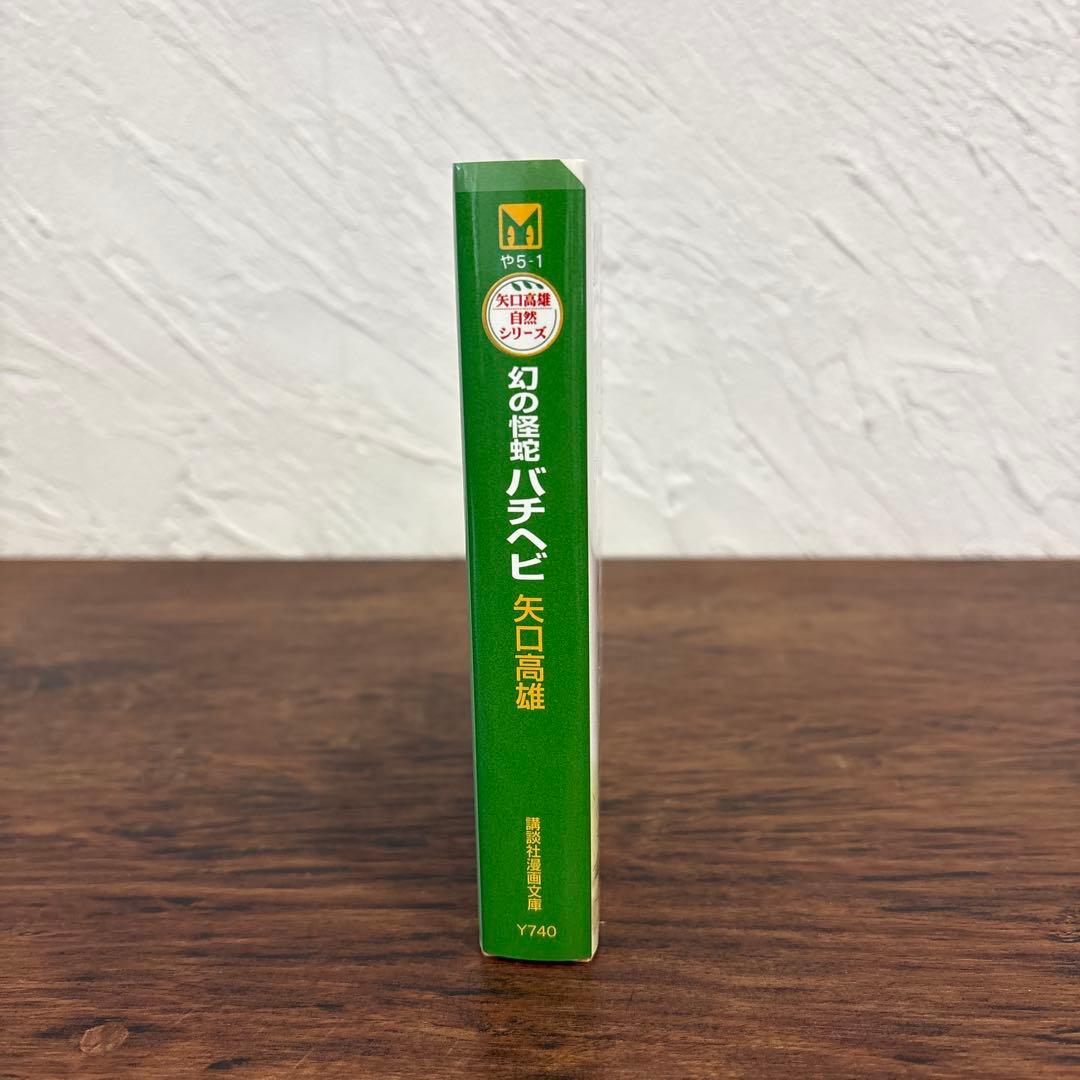 や5-1
矢口高雄
自然
シリーズ
幻の怪蛇バチヘビ
矢口高雄
講談社漫画文庫
Y740